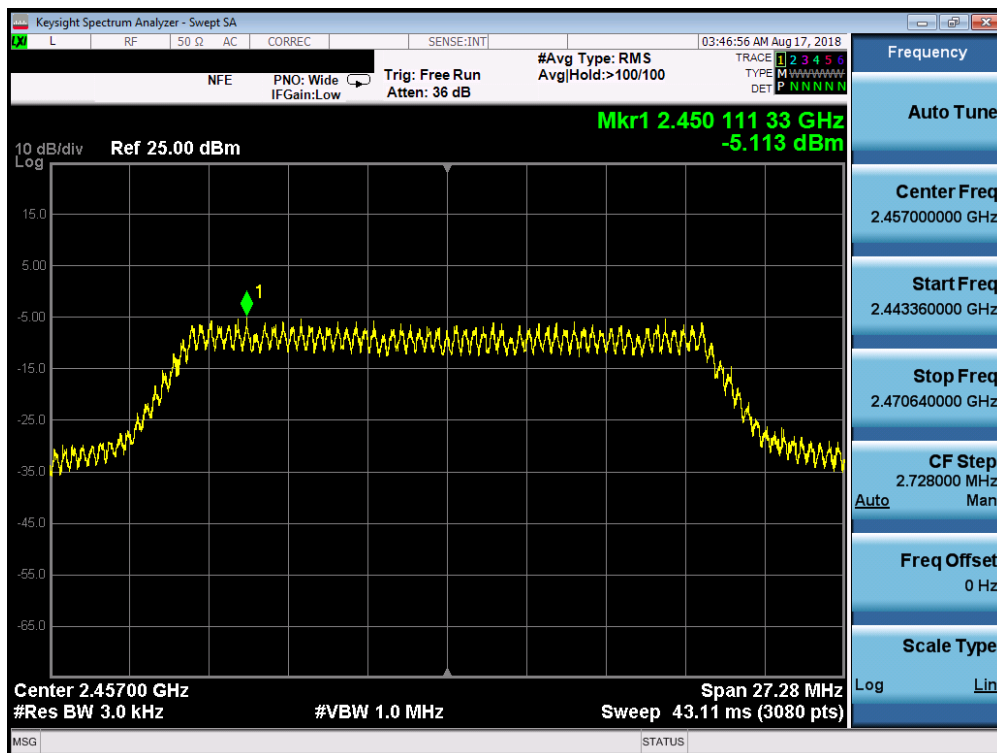 Keysight Spectrum Analyzer - Swept SA
LXI L RF 50 Ω AC CORREC SENSE:INT 03:46:56 AM Aug 17, 2018
Frequency
NFE PNO: Wide Trig: Free Run #Avg Type: RMS TRACE 1 2 3 4 5 6
IFGain:Low Atten: 36 dB Avg|Hold:>100/100 TYPE M WWWWW
DET P N N N N N
Mkr1 2.450 111 33 GHz
-5.113 dBm
10 dB/div Ref 25.00 dBm
Log
15.0
5.00
-5.00
-15.0
-25.0
-35.0
-45.0
-55.0
-65.0
1
Center 2.45700 GHz Span 27.28 MHz
#Res BW 3.0 kHz #VBW 1.0 MHz Sweep 43.11 ms (3080 pts)
MSG STATUS
Auto Tune
Center Freq
2.457000000 GHz
Start Freq
2.443360000 GHz
Stop Freq
2.470640000 GHz
CF Step
2.728000 MHz
Auto Man
Freq Offset
0 Hz
Scale Type
Log Lin